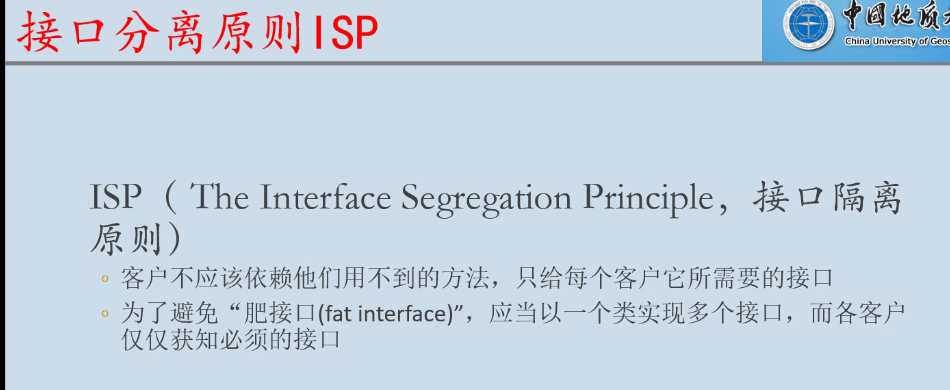 接口分离原则ISP
中国地质
China University of Geos
ISP（ The Interface Segregation Principle，接口隔离
原则）
客户不应该依赖他们用不到的方法，只给每个客户它所需要的接口
为了避免“肥接口(fat interface)”，应当以一个类实现多个接口，而各客户
仅仅获知必须的接口